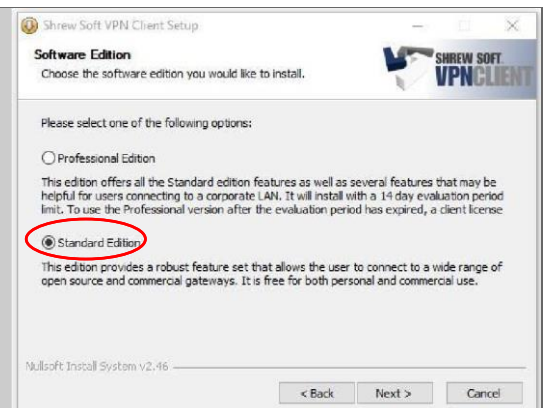 Shrew Soft VPN Client Setup
Software Edition
Choose the software edition you would like to install.
SHREW SOFT
VPNCLIENT
Please select one of the following options:
Professional Edition
This edition offers all the Standard edition features as well as several features that may be
helpful for users connecting to a corporate LAN. It will install with a 14 day evaluation period
limit. To use the Professional version after the evaluation period has expired, a client license
Standard Edition
This edition provides a robust feature set that allows the user to connect to a wide range of
open source and commercial gateways. It is free for both personal and commercial use.
Nullsoft Install System v2.46
< Back
Next >
Cancel